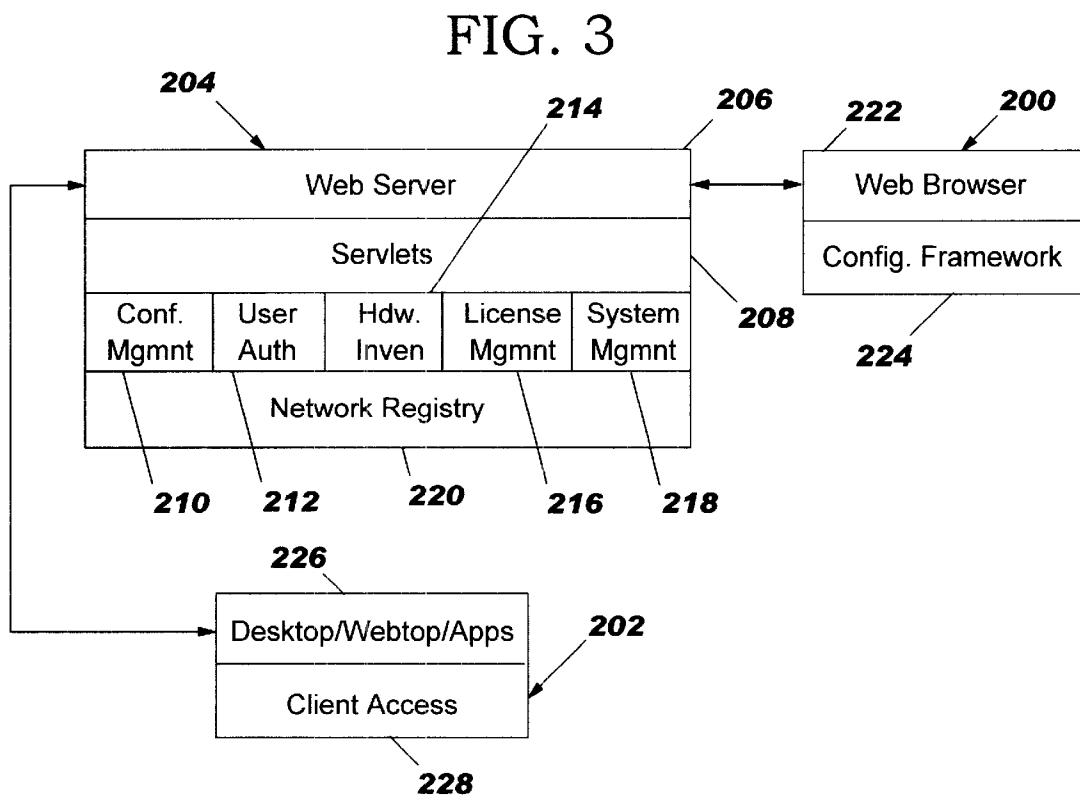 FIG. 3
204
214
206
222
200
Web Server
Web Browser
Servlets
Config. Framework
208
224
Conf.
Mgmnt
User
Auth
Hdw.
Inven
License
Mgmnt
System
Mgmnt
Network Registry
210
212
220
216
218
226
Desktop/Webtop/Apps
202
Client Access
228